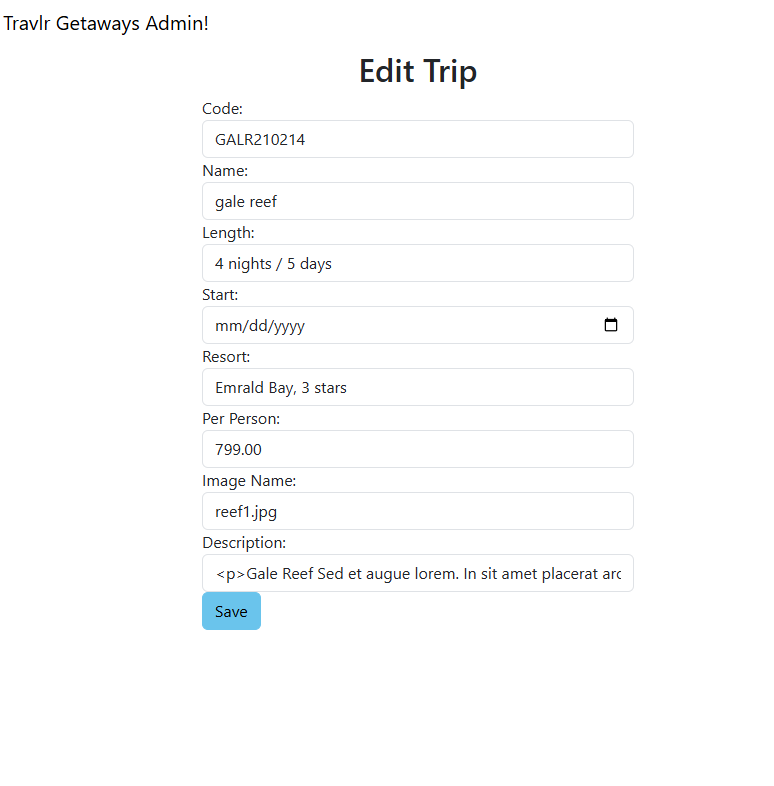 Travlr Getaways Admin!
Edit Trip
Code:
GALR210214
Name:
gale reef
Length:
4 nights / 5 days
Start:
mm/dd/yyyy
Resort:
Emrald Bay, 3 stars
Per Person:
799.00
Image Name:
reef1.jpg
Description:
<p>Gale Reef Sed et augue lorem. In sit amet placerat arc
Save